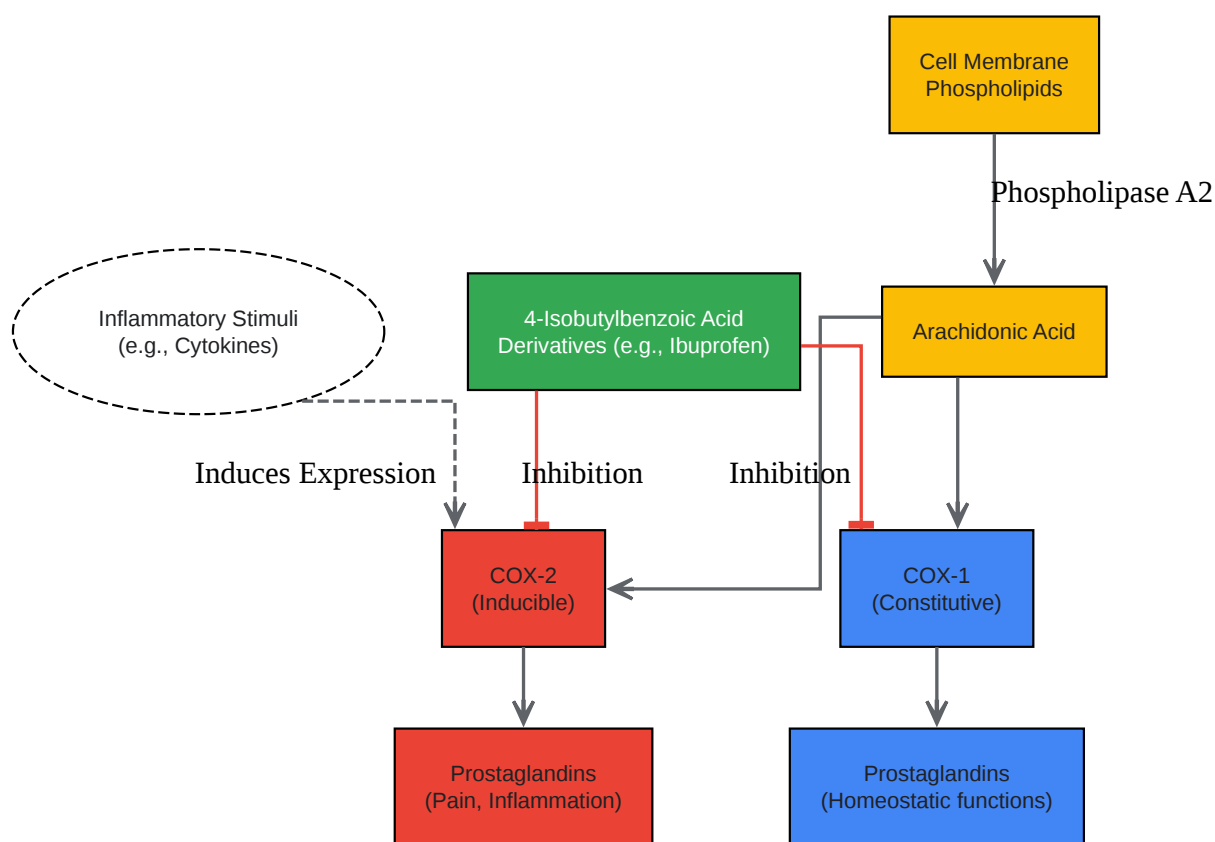 Cell Membrane
Phospholipids
Phospholipase A2
Inflammatory Stimuli
(e.g., Cytokines)
4-Isobutylbenzoic Acid
Derivatives (e.g., Ibuprofen)
Arachidonic Acid
Induces Expression
Inhibition
Inhibition
COX-2
(Inducible)
COX-1
(Constitutive)
Prostaglandins
(Pain, Inflammation)
Prostaglandins
(Homeostatic functions)